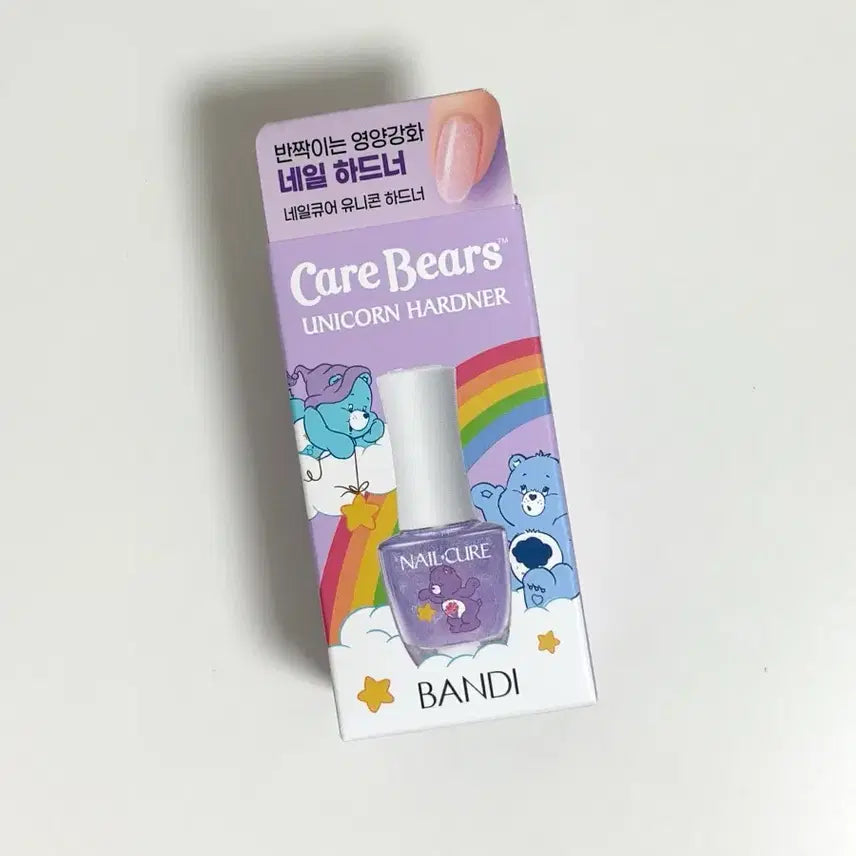 반짝이는 영양강화
네일 하드너
네일큐어 유니콘 하드너
Care Bears™
UNICORN HARDNER
NAIL·CURE
BANDI